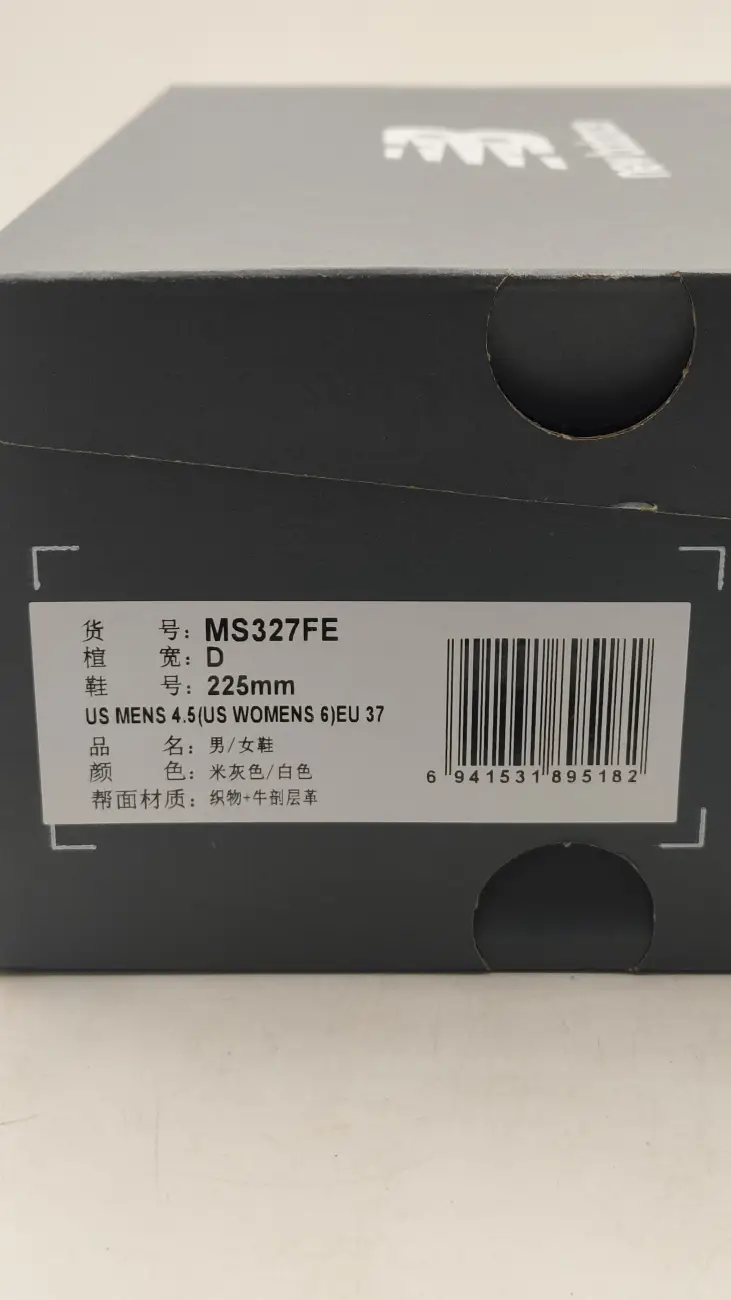 new balance
货 号: MS327FE
楦 宽: D
鞋 号: 225mm
US MENS 4.5(US WOMENS 6)EU 37
品 名: 男/女鞋
颜 色: 米灰色/白色
帮面材质: 织物+牛剖层革
6 941531 895182